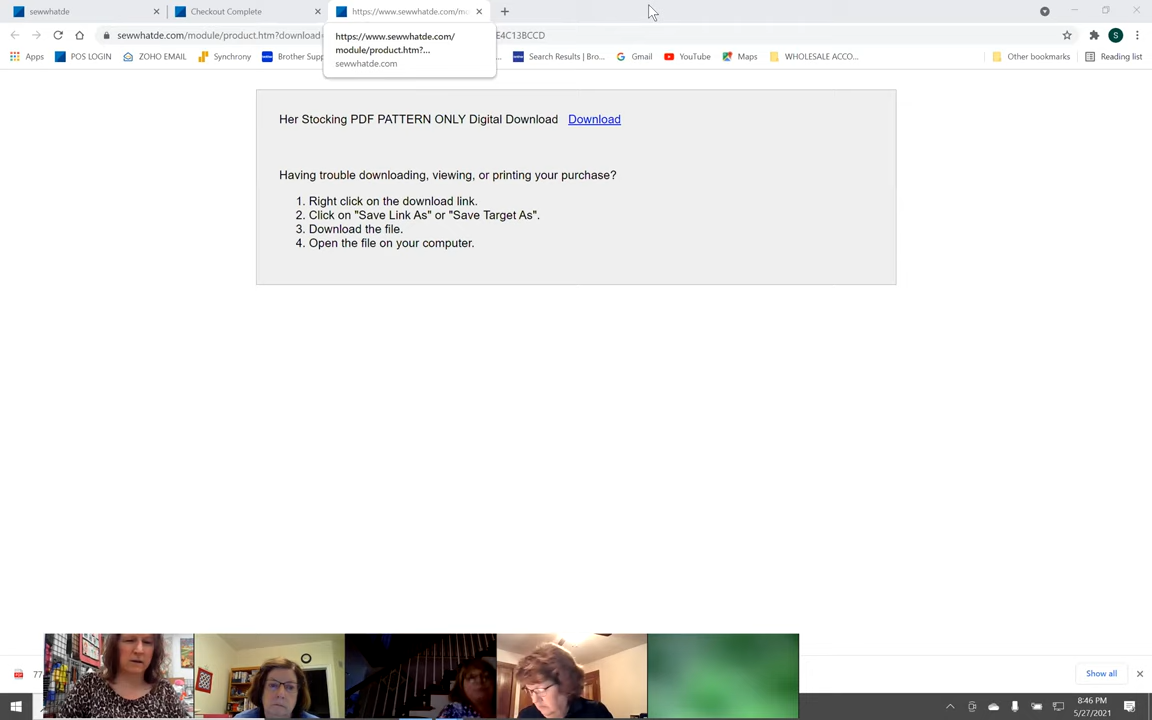 sewwhatde
Checkout Complete
https://www.sewwhatde.com/m
sewwhatde.com/module/product.htm?download
E4C13BCCD
https://www.sewwhatde.com/
module/product.htm?...
sewwhatde.com
Apps
POS LOGIN
ZOHO EMAIL
Synchrony
Brother Supp
Search Results | Bro...
Gmail
YouTube
Maps
WHOLESALE ACCO...
Other bookmarks
Reading list
Her Stocking PDF PATTERN ONLY Digital Download Download
Having trouble downloading, viewing, or printing your purchase?
1. Right click on the download link.
2. Click on "Save Link As" or "Save Target As".
3. Download the file.
4. Open the file on your computer.
77
Show all
8:46 PM
5/27/2021